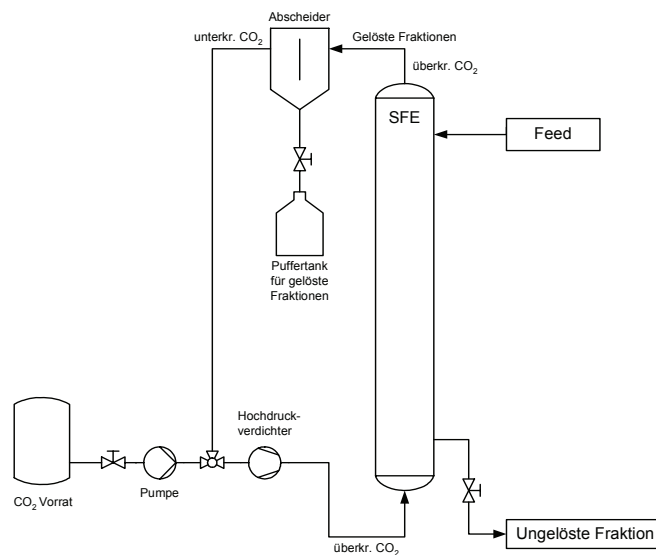 Abscheider
unterkr. CO2
Gelöste Fraktionen
überkr. CO2
SFE
Feed
Puffertank
für gelöste
Fraktionen
Hochdruck-
verdichter
CO2 Vorrat
Pumpe
überkr. CO2
Ungelöste Fraktion